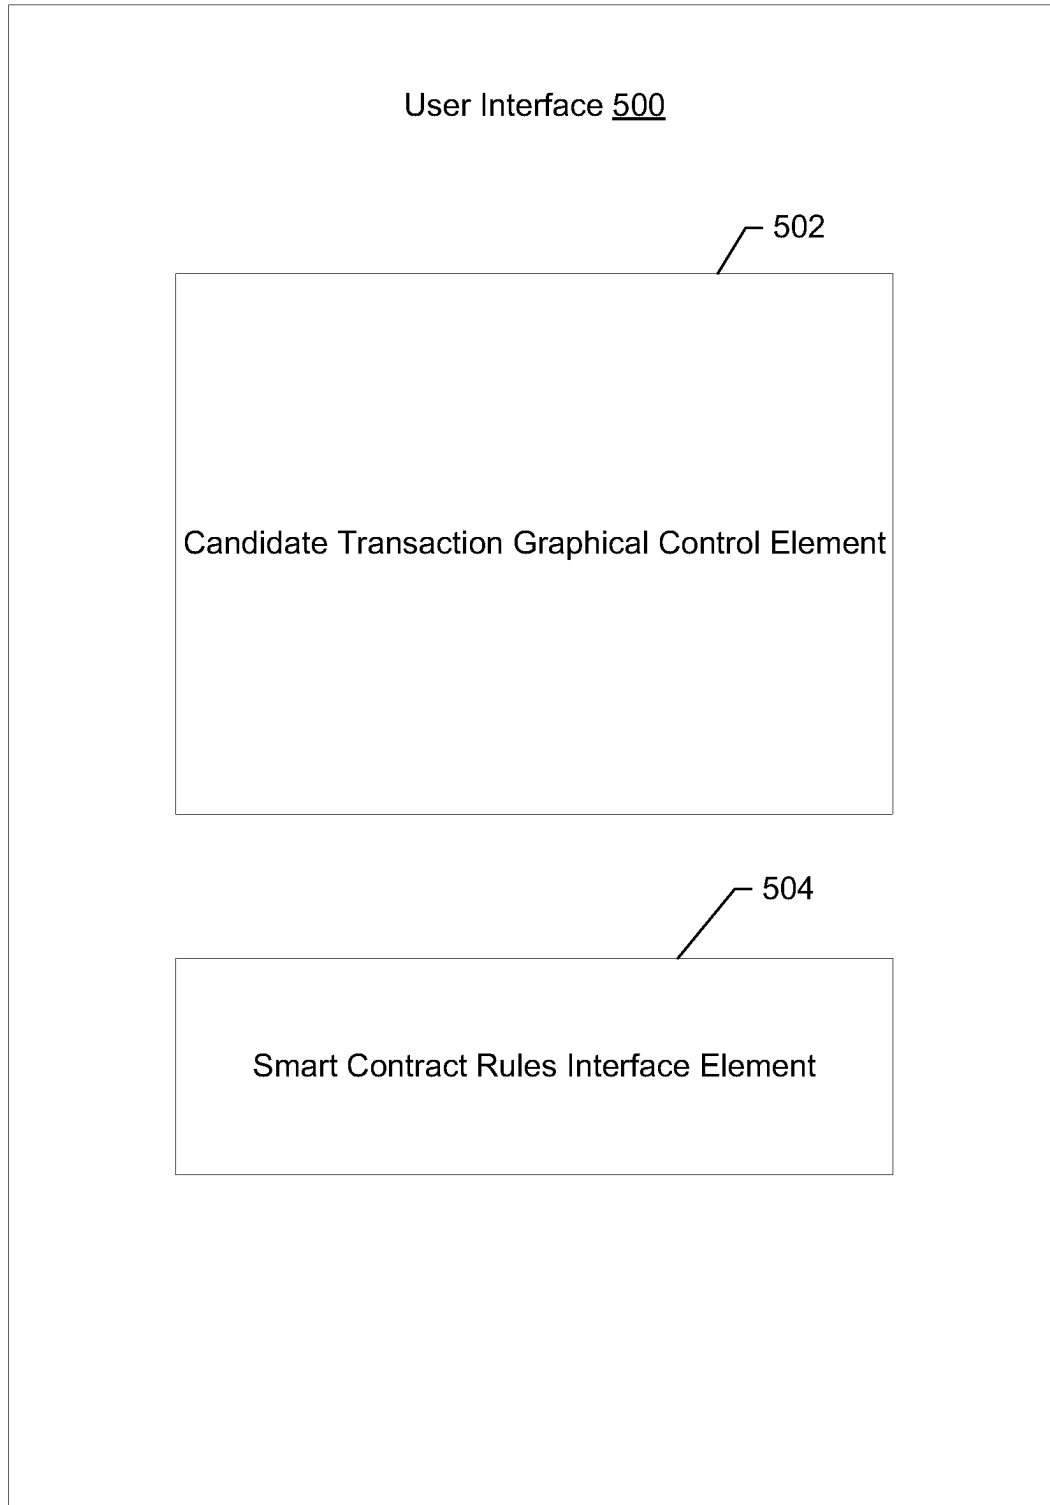 User Interface 500
502
Candidate Transaction Graphical Control Element
504
Smart Contract Rules Interface Element